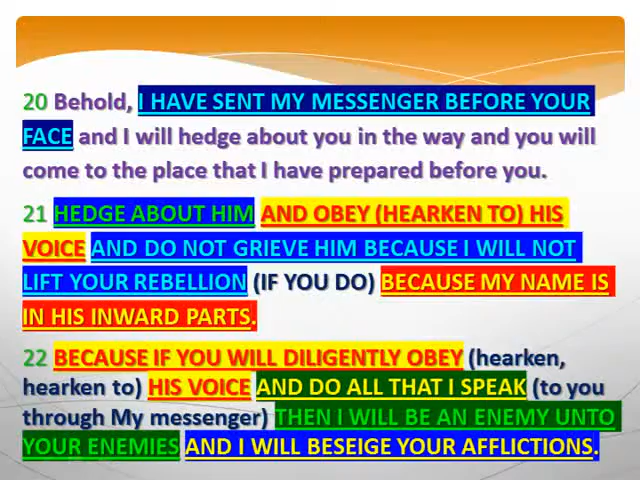 20 Behold, I HAVE SENT MY MESSENGER BEFORE YOUR
FACE and I will hedge about you in the way and you will
come to the place that I have prepared before you.
21 HEDGE ABOUT HIM AND OBEY (HEARKEN TO) HIS
VOICE AND DO NOT GRIEVE HIM BECAUSE I WILL NOT
LIFT YOUR REBELLION (IF YOU DO) BECAUSE MY NAME IS
IN HIS INWARD PARTS.
22 BECAUSE IF YOU WILL DILIGENTLY OBEY (hearken,
hearken to) HIS VOICE AND DO ALL THAT I SPEAK (to you
through My messenger) THEN I WILL BE AN ENEMY UNTO
YOUR ENEMIES AND I WILL BESEIGE YOUR AFFLICTIONS.